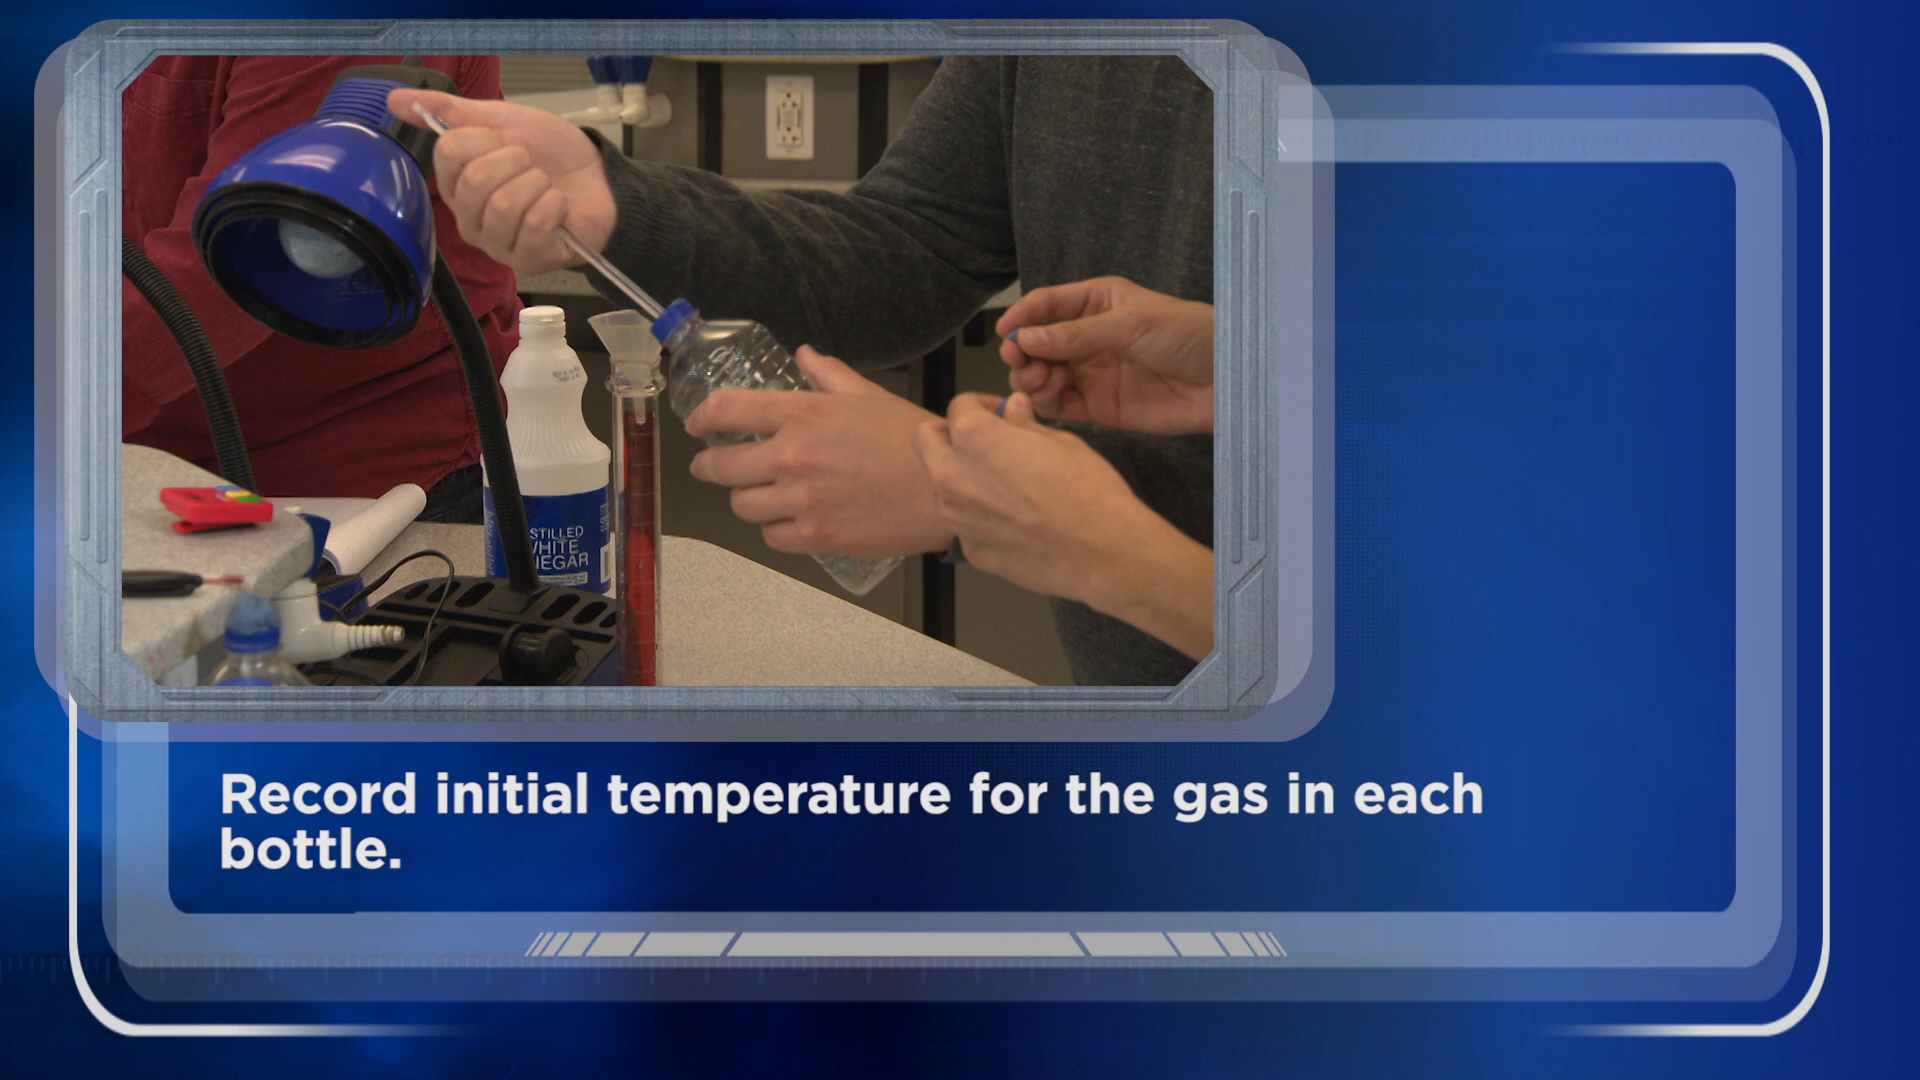 STILLED
HITE
EGAR
Record initial temperature for the gas in each
bottle.